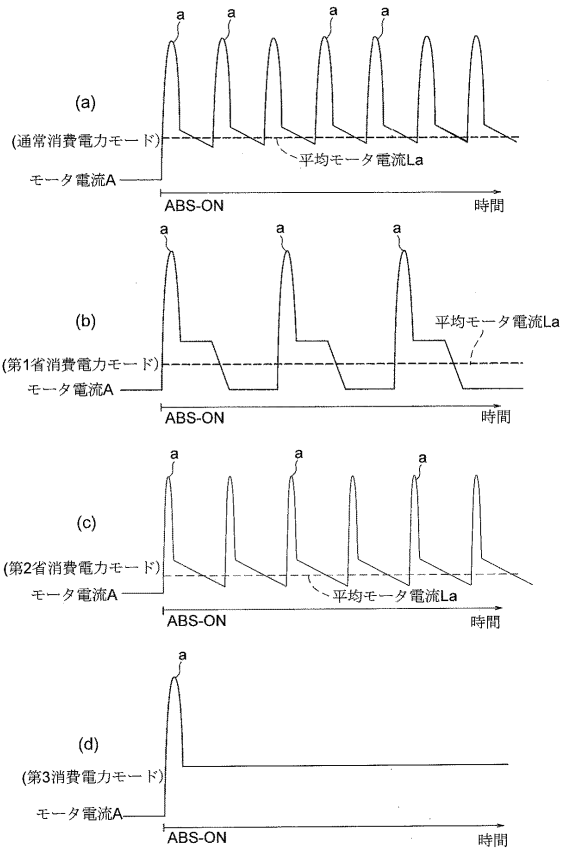 a a a a
(a)
(通常消費電力モード)
平均モータ電流La
モータ電流A
ABS-ON 時間
a a a
(b)
平均モータ電流La
(第1省消費電力モード)
モータ電流A
ABS-ON 時間
a a a
(c)
(第2省消費電力モード)
モータ電流A 平均モータ電流La
ABS-ON 時間
a
(d)
(第3消費電力モード)
モータ電流A
ABS-ON 時間